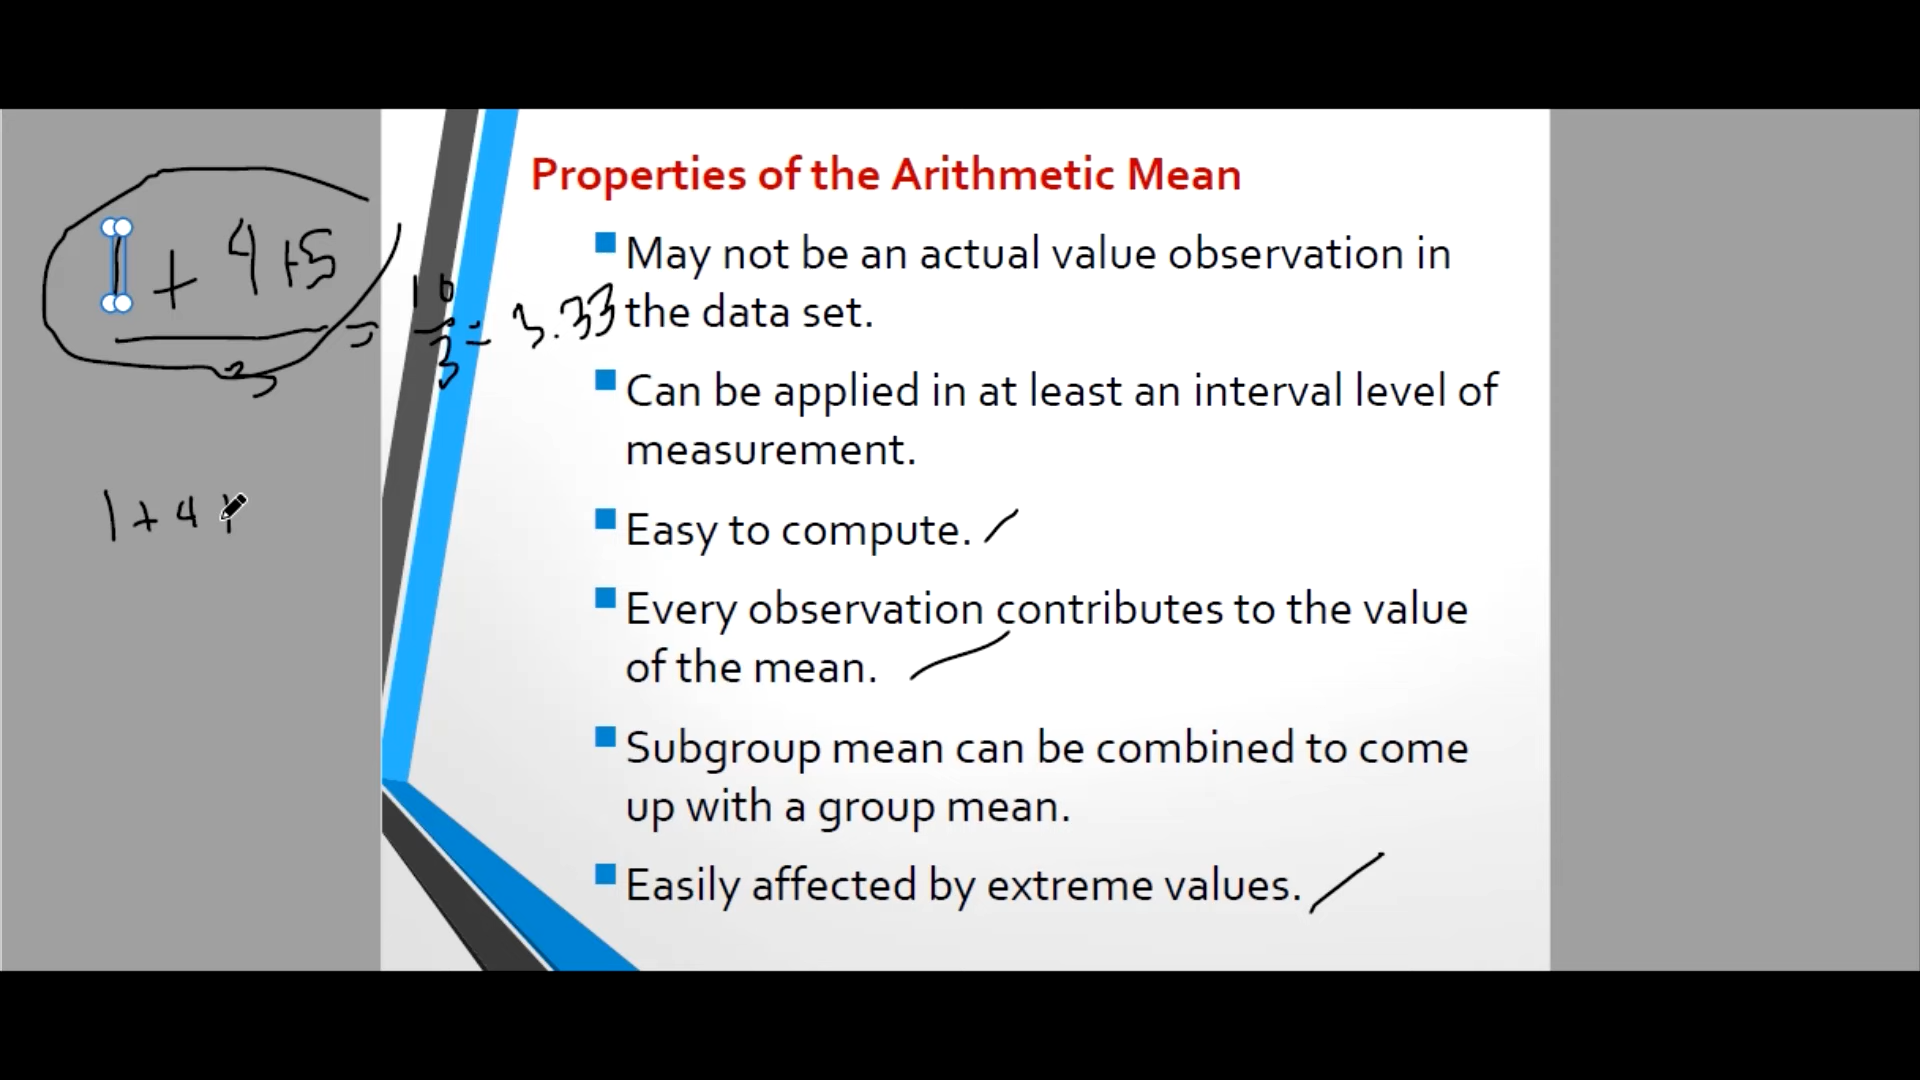 Properties of the Arithmetic Mean
May not be an actual value observation in
the data set.
Can be applied in at least an interval level of
measurement.
Easy to compute.
Every observation contributes to the value
of the mean.
Subgroup mean can be combined to come
up with a group mean.
Easily affected by extreme values.
1 + 4 + 5
3
= 10
3
= 3.33
1 + 4 +